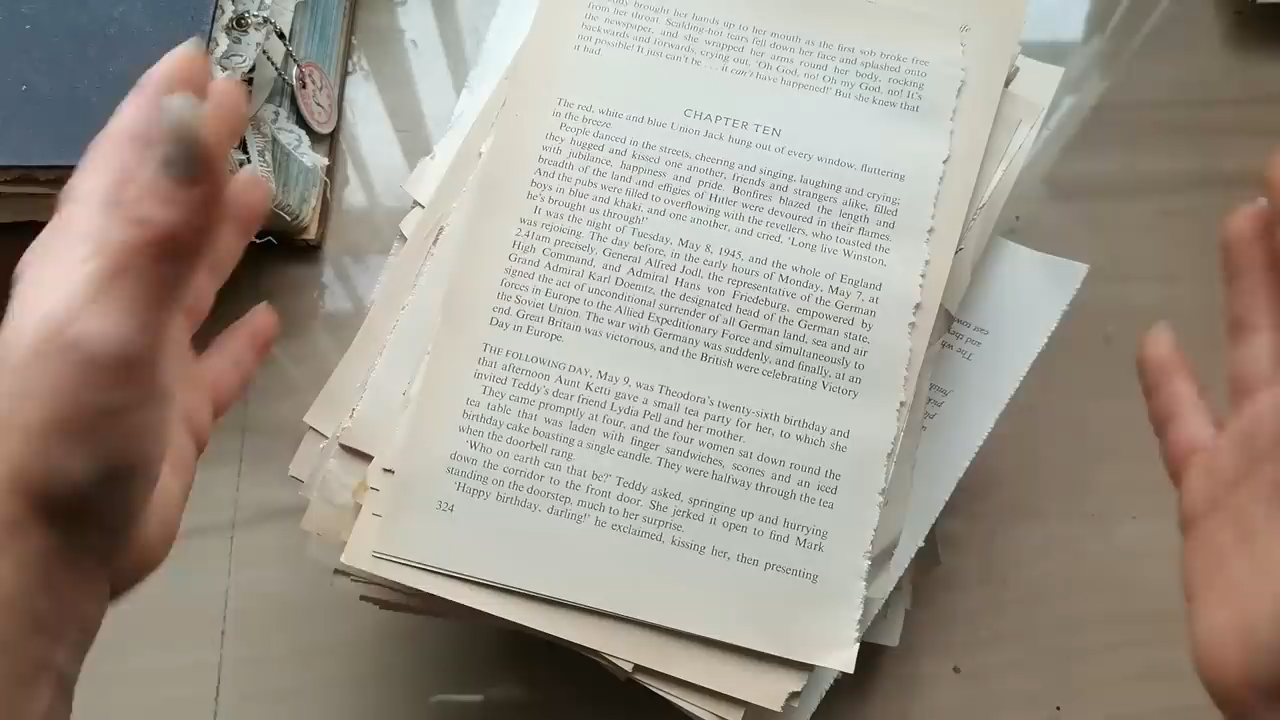 brought her hands up to her mouth as the first sob broke free
from her throat. Scalding-hot tears fell down her face and splashed onto
the newspaper, and she wrapped her arms round her body, rocking
backwards and forwards, crying out, 'Oh God, no! Oh my God, no! It's
not possible! It just can't be . . . it can't have happened!' But she knew that
it had.
CHAPTER TEN
The red, white and blue Union Jack hung out of every window, fluttering
in the breeze.
People danced in the streets, cheering and singing, laughing and crying;
they hugged and kissed one another, friends and strangers alike, filled
with jubilance, happiness and pride. Bonfires blazed the length and
breadth of the land and effigies of Hitler were devoured in their flames.
And the pubs were filled to overflowing with the revellers, who toasted the
boys in blue and khaki, and one another, and cried, 'Long live Winston,
he's brought us through!'
It was the night of Tuesday, May 8, 1945, and the whole of England
was rejoicing. The day before, in the early hours of Monday, May 7, at
2.41am precisely, General Alfred Jodl, the representative of the German
High Command, and Admiral Hans von Friedeburg, empowered by
Grand Admiral Karl Doenitz, the designated head of the German state,
signed the act of unconditional surrender of all German land, sea and air
forces in Europe to the Allied Expeditionary Force and simultaneously to
the Soviet Union. The war with Germany was suddenly, and finally, at an
end. Great Britain was victorious, and the British were celebrating Victory
Day in Europe.
THE FOLLOWING DAY, May 9, was Theodora's twenty-sixth birthday and
that afternoon Aunt Ketti gave a small tea party for her, to which she
invited Teddy's dear friend Lydia Pell and her mother.
They came promptly at four, and the four women sat down round the
tea table that was laden with finger sandwiches, scones and an iced
birthday cake boasting a single candle. They were halfway through the tea
when the doorbell rang.
'Who on earth can that be?' Teddy asked, springing up and hurrying
down the corridor to the front door. She jerked it open to find Mark
standing on the doorstep, much to her surprise.
'Happy birthday, darling!' he exclaimed, kissing her, then presenting
324
cast tow
and they
The wh